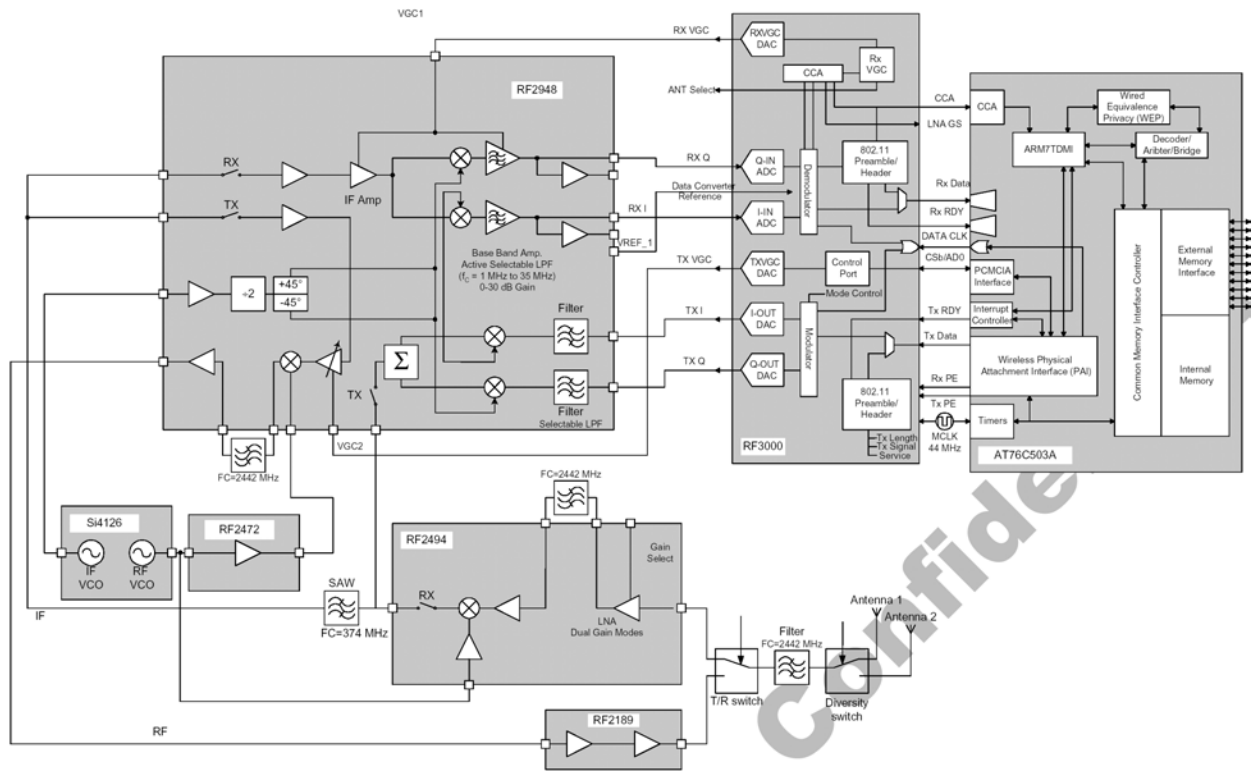 VGC1
RF2948
RX
IF Amp
TX
Base Band Amp.
Active Selectable LPF
(fC = 1 MHz to 35 MHz)
0-30 dB Gain
÷2
+45°
-45°
Filter
Σ
TX
Filter
Selectable LPF
VGC2
FC=2442 MHz
RX VGC
ANT Select
RX Q
Data Converter
Reference
RX I
VREF_1
TX VGC
TX I
TX Q
RXVGC
DAC
Rx
VGC
CCA
Q-IN
ADC
I-IN
ADC
Demodulator
802.11
Preamble/
Header
TXVGC
DAC
Control
Port
Mode Control
I-OUT
DAC
Q-OUT
DAC
Modulator
802.11
Preamble/
Header
Tx Length
Tx Signal
Service
RF3000
CCA
LNA GS
Rx Data
Rx RDY
DATA CLK
CSb/AD0
Tx RDY
Tx Data
Rx PE
Tx PE
MCLK
44 MHz
CCA
Wired
Equivalence
Privacy (WEP)
ARM7TDMI
Decoder/
Aribter/Bridge
PCMCIA
Interface
Interrupt
Controller
Wireless Physical
Attachment Interface (PAI)
Timers
Common Memory Interface Controller
External
Memory
Interface
Internal
Memory
AT76C503A
Si4126
IF
VCO
RF
VCO
RF2472
IF
SAW
FC=374 MHz
RF2494
RX
FC=2442 MHz
Gain
Select
LNA
Dual Gain Modes
T/R switch
Filter
FC=2442 MHz
Antenna 1
Antenna 2
Diversity
switch
RF
RF2189
Confide